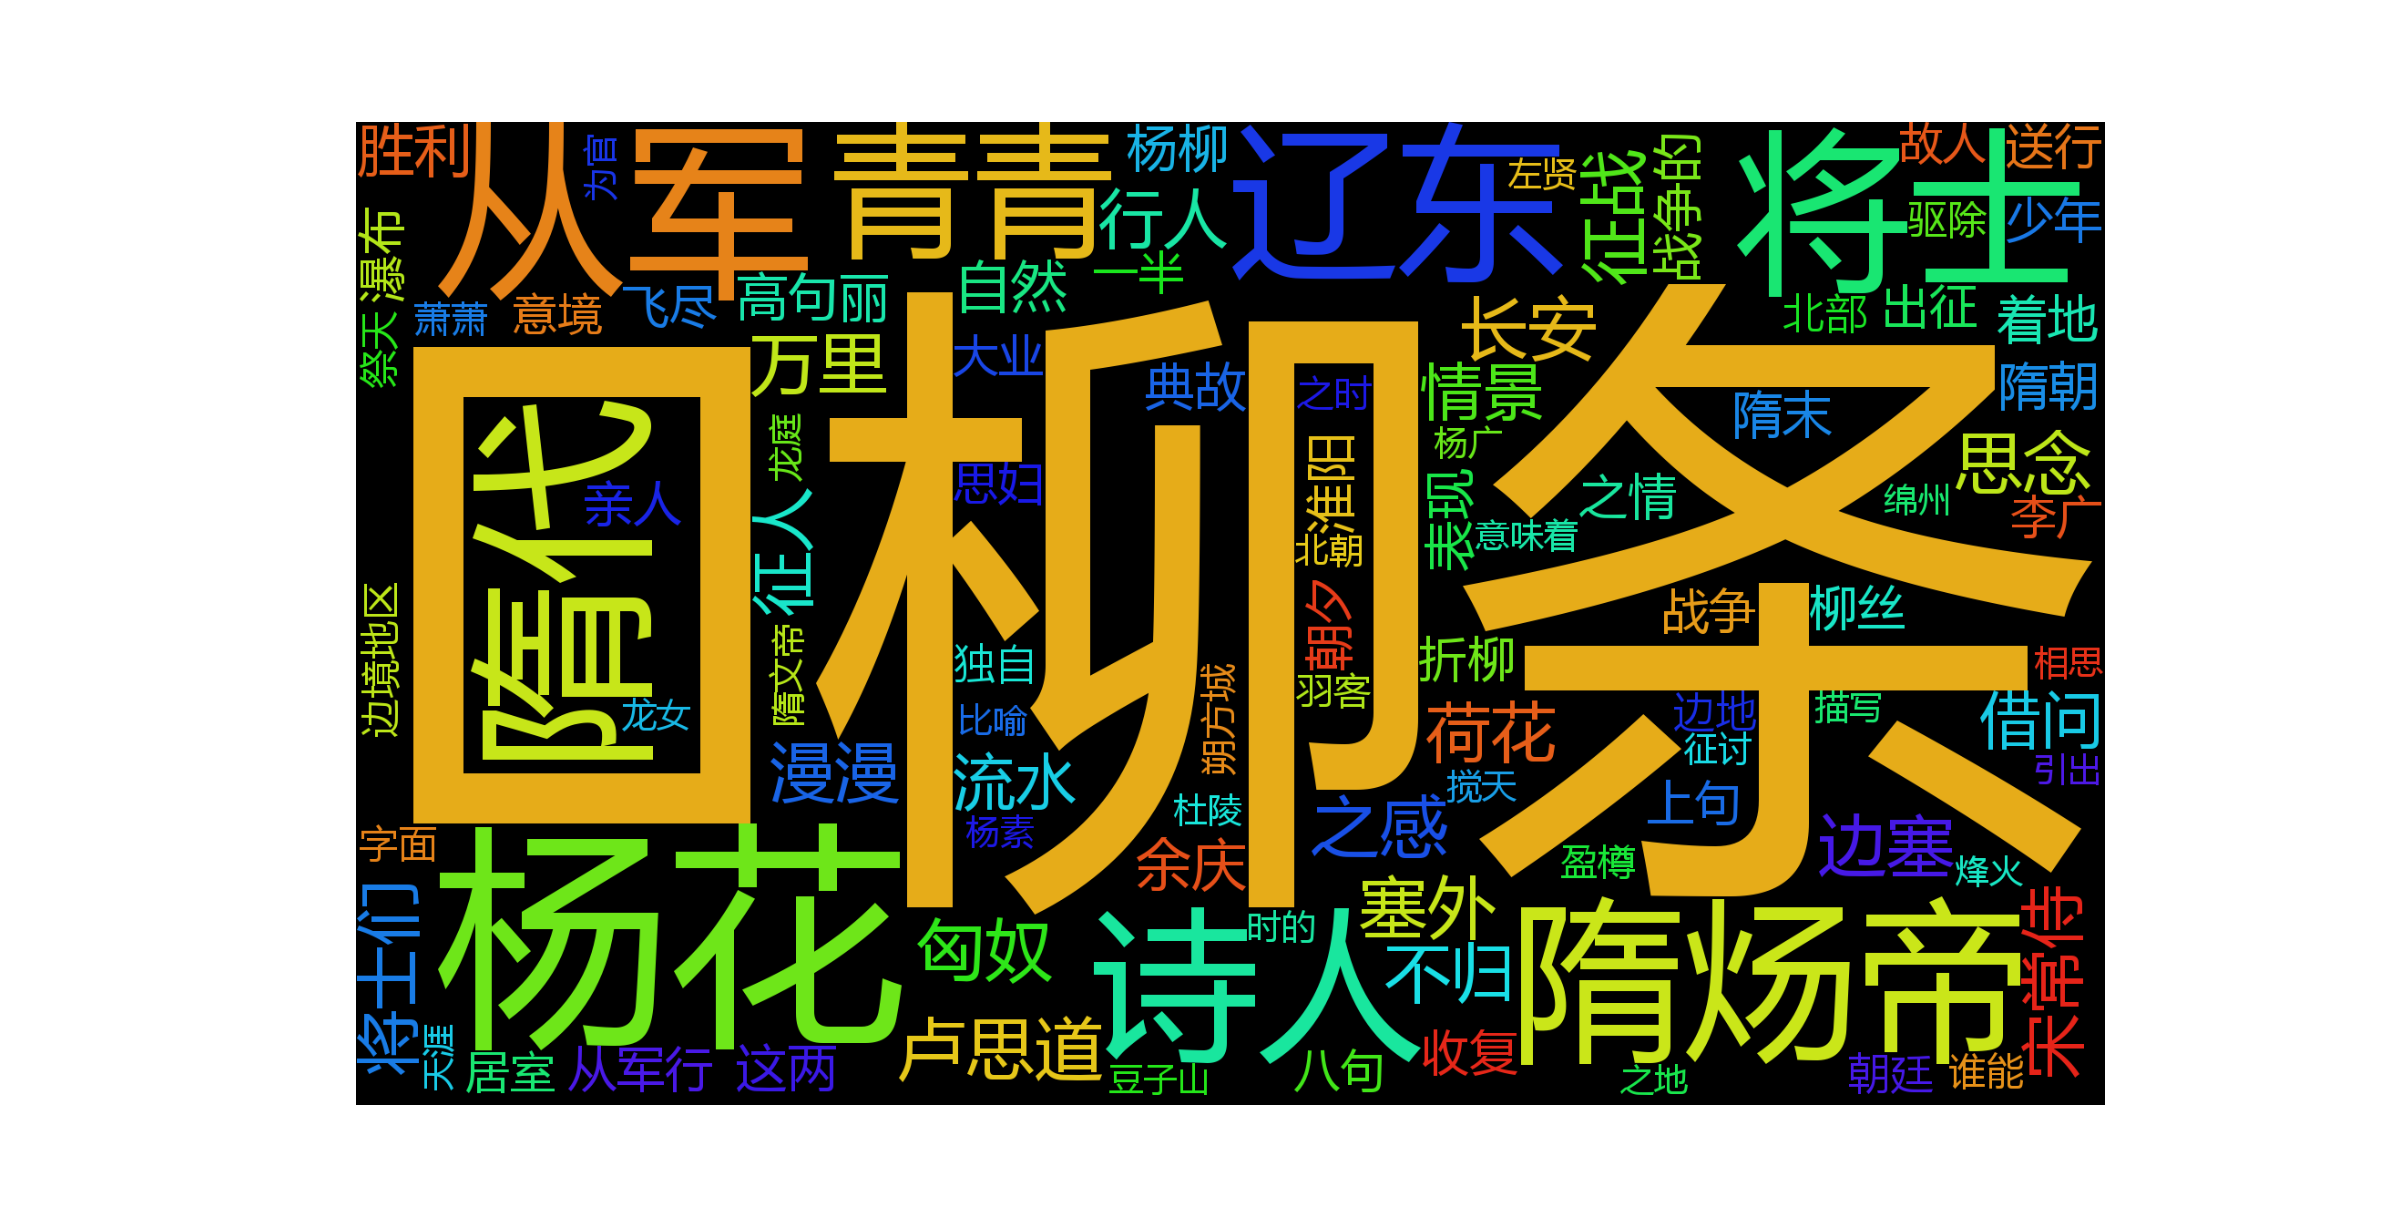 胜利
从军
为官
青青
杨柳
行人
辽东
左贤
征战
战争的
将士
故人
送行
驱除
少年
瀑布
祭天
萧萧
意境
飞尽
高句丽
自然
一半
长安
北部
出征
着地
口
柳条
万里
大业
典故
之时
情景
隋末
隋朝
隋代
亲人
龙庭
思妇
淮阳
杨广
表现
之情
思念
绵州
李广
征人
北朝
意味着
边境地区
隋文帝
独自
朝夕
折柳
战争
柳丝
相思
龙女
比喻
朔方城
羽客
荷花
边地
描写
借问
征讨
引出
漫漫
流水
杨素
杜陵
搅天
上句
之感
边塞
字面
杨花
余庆
盈樽
烽火
将士们
匈奴
诗人
时的
塞外
不归
隋炀帝
宋常侍
天涯
居室
从军行
这两
卢思道
豆子山
八句
收复
之地
朝廷
谁能